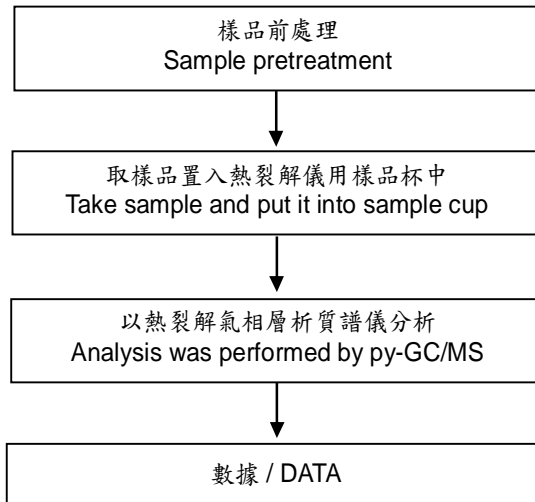 樣品前處理
Sample pretreatment
取樣品置入熱裂解儀用樣品杯中
Take sample and put it into sample cup
以熱裂解氣相層析質譜儀分析
Analysis was performed by py-GC/MS
數據 / DATA